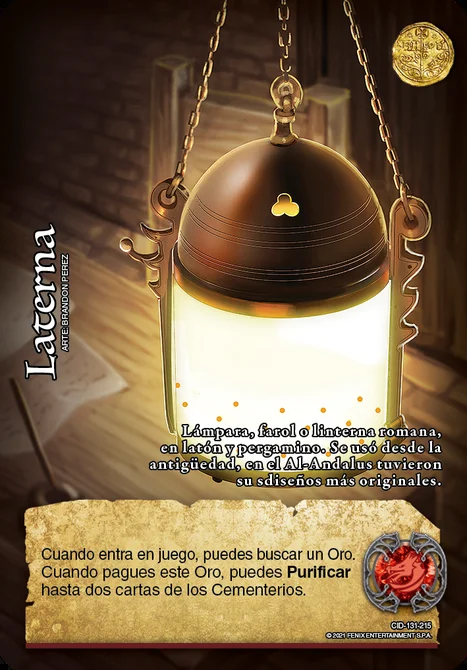 Laterna
ARTE: BRANDON PEREZ
Lámpara, farol o linterna romana,
en latón y pergamino. Se usó desde la
antigüedad, en el Al-Andalus tuvieron
su sdiseños más originales.
Cuando entra en juego, puedes buscar un Oro.
Cuando pagues este Oro, puedes Purificar
hasta dos cartas de los Cementerios.
CID-131-215
© 2021 FENIX ENTERTAINMENT S.P.A.